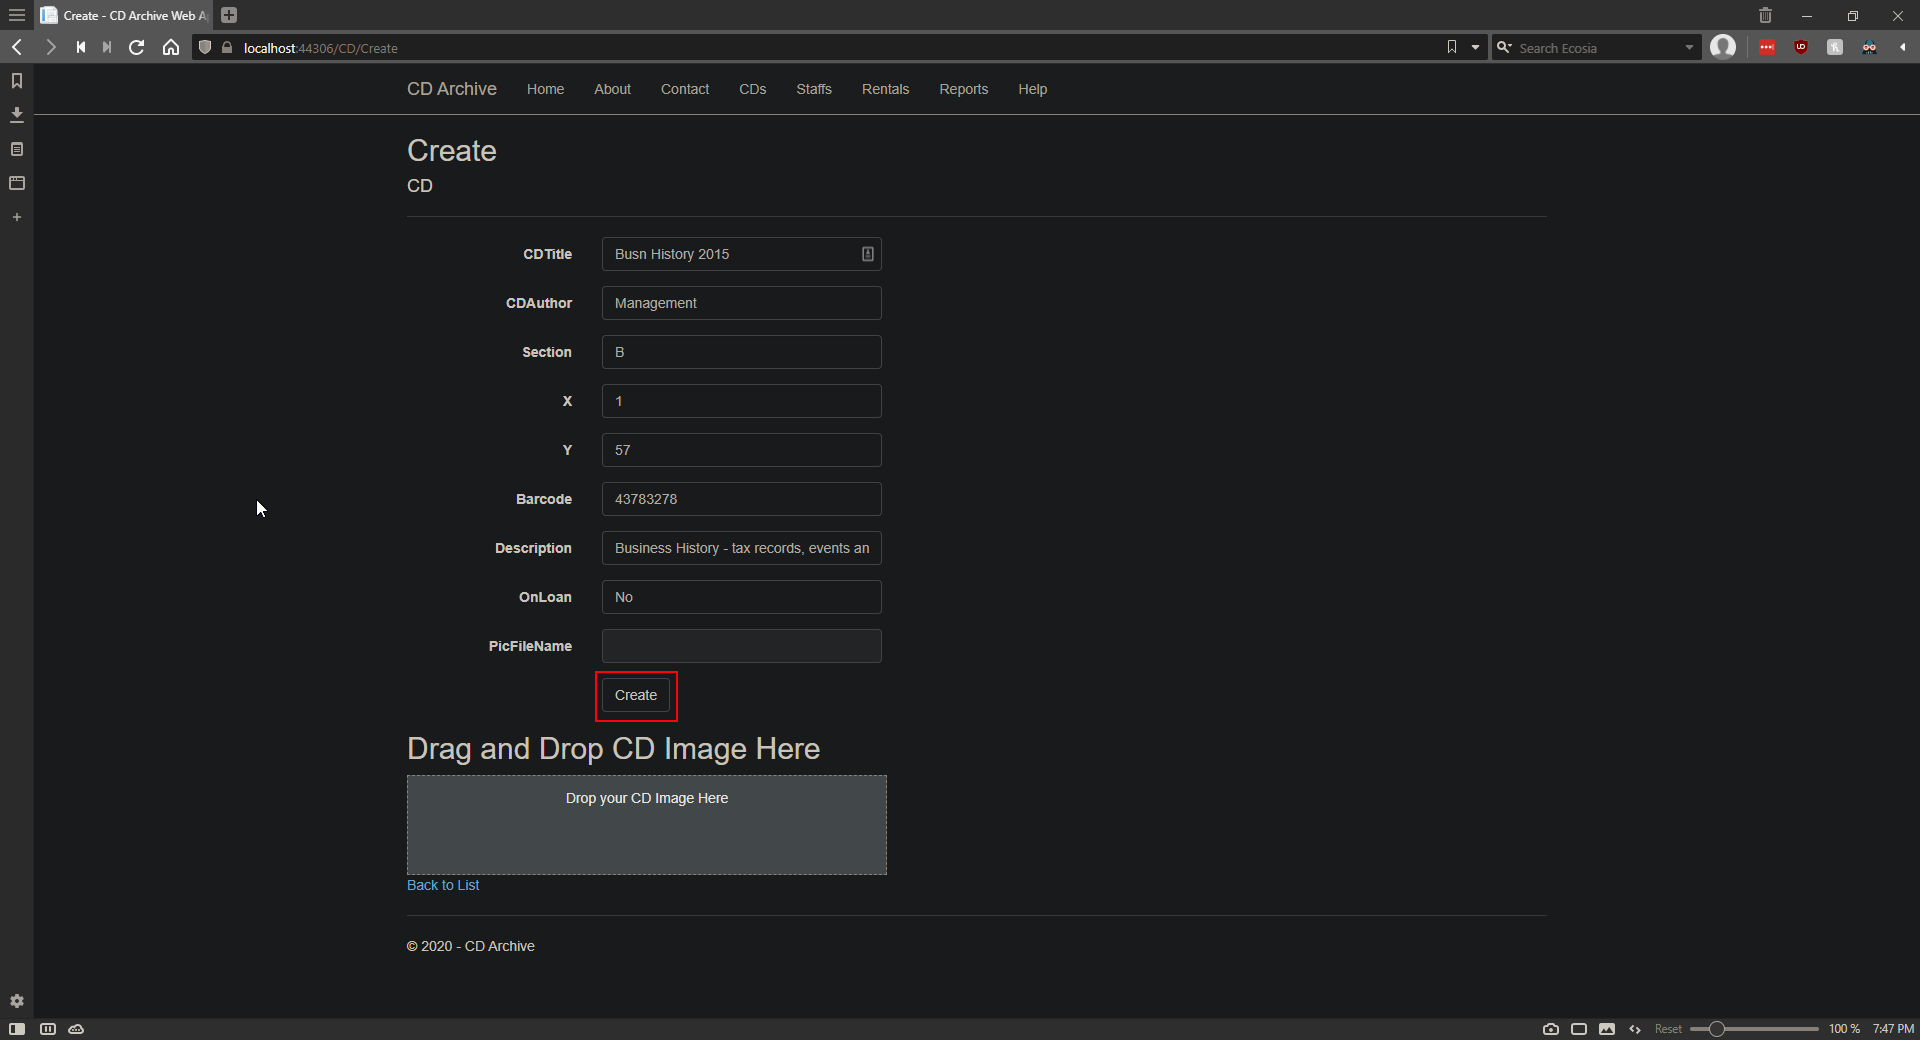 Create - CD Archive Web A
localhost:44306/CD/Create
Search Ecosia
CD Archive Home About Contact CDs Staffs Rentals Reports Help
Create
CD
CDTitle Busn History 2015
CDAuthor Management
Section B
X 1
Y 57
Barcode 43783278
Description Business History - tax records, events an
OnLoan No
PicFileName
Create
Drag and Drop CD Image Here
Drop your CD Image Here
Back to List
© 2020 - CD Archive
Reset 100 % 7:47 PM